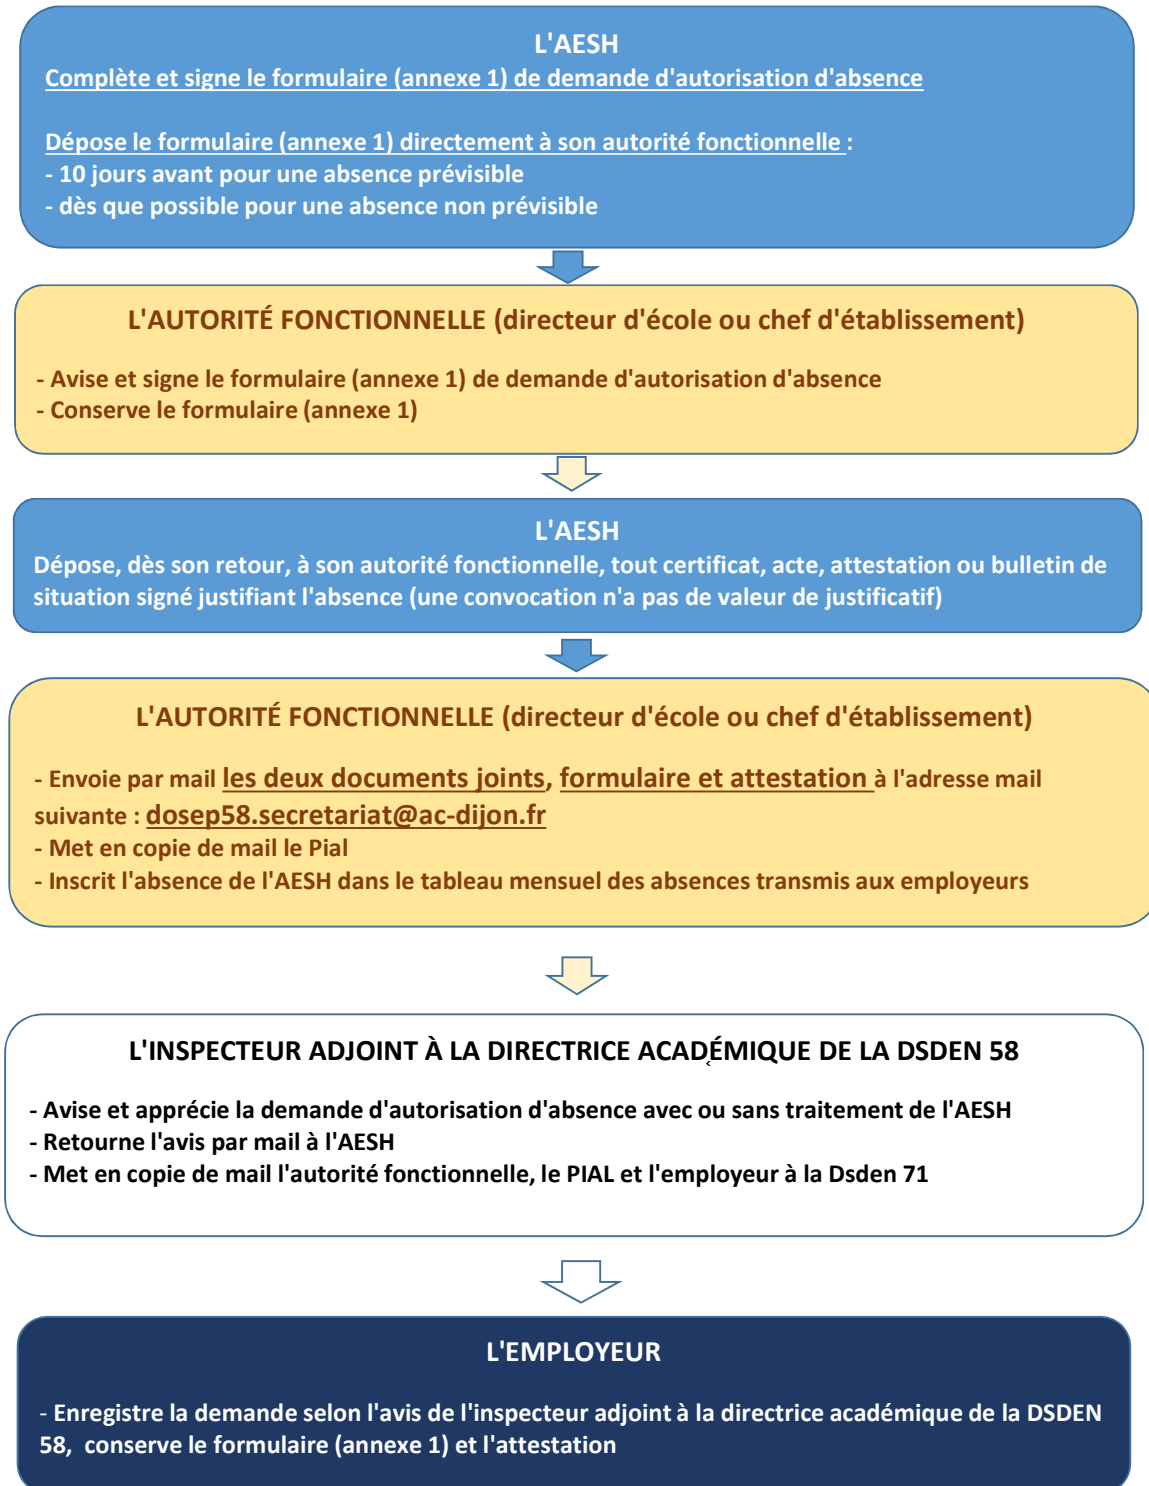 L'AESH
Complète et signe le formulaire (annexe 1) de demande d'autorisation d'absence
Dépose le formulaire (annexe 1) directement à son autorité fonctionnelle :
- 10 jours avant pour une absence prévisible
- dès que possible pour une absence non prévisible
L'AUTORITÉ FONCTIONNELLE (directeur d'école ou chef d'établissement)
- Avise et signe le formulaire (annexe 1) de demande d'autorisation d'absence
- Conserve le formulaire (annexe 1)
L'AESH
Dépose, dès son retour, à son autorité fonctionnelle, tout certificat, acte, attestation ou bulletin de
situation signé justifiant l'absence (une convocation n'a pas de valeur de justificatif)
L'AUTORITÉ FONCTIONNELLE (directeur d'école ou chef d'établissement)
- Envoie par mail les deux documents joints, formulaire et attestation à l'adresse mail
suivante : dosep58.secretariat@ac-dijon.fr
- Met en copie de mail le Pial
- Inscrit l'absence de l'AESH dans le tableau mensuel des absences transmis aux employeurs
L'INSPECTEUR ADJOINT À LA DIRECTRICE ACADÉMIQUE DE LA DSDEN 58
- Avise et apprécie la demande d'autorisation d'absence avec ou sans traitement de l'AESH
- Retourne l'avis par mail à l'AESH
- Met en copie de mail l'autorité fonctionnelle, le PIAL et l'employeur à la Dsden 71
L'EMPLOYEUR
- Enregistre la demande selon l'avis de l'inspecteur adjoint à la directrice académique de la DSDEN
58, conserve le formulaire (annexe 1) et l'attestation